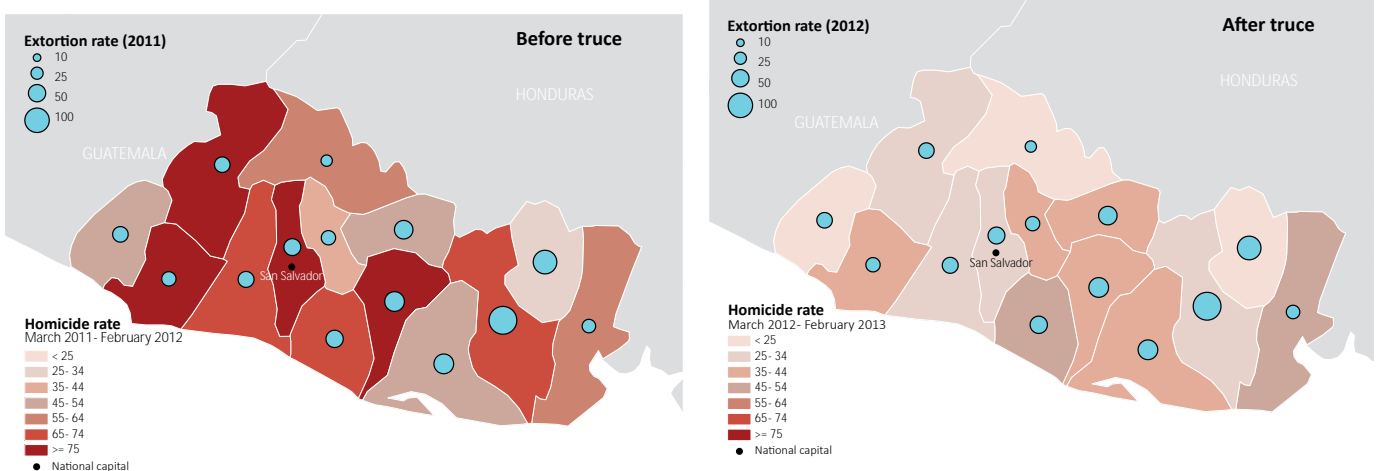 Before truce
Extortion rate (2011)
10
25
50
100
HONDURAS
GUATEMALA
San Salvador
Homicide rate
March 2011- February 2012
< 25
25- 34
35- 44
45- 54
55- 64
65- 74
>= 75
National capital
After truce
Extortion rate (2012)
10
25
50
100
HONDURAS
GUATEMALA
San Salvador
Homicide rate
March 2012- February 2013
< 25
25- 34
35- 44
45- 54
55- 64
65- 74
>= 75
National capital